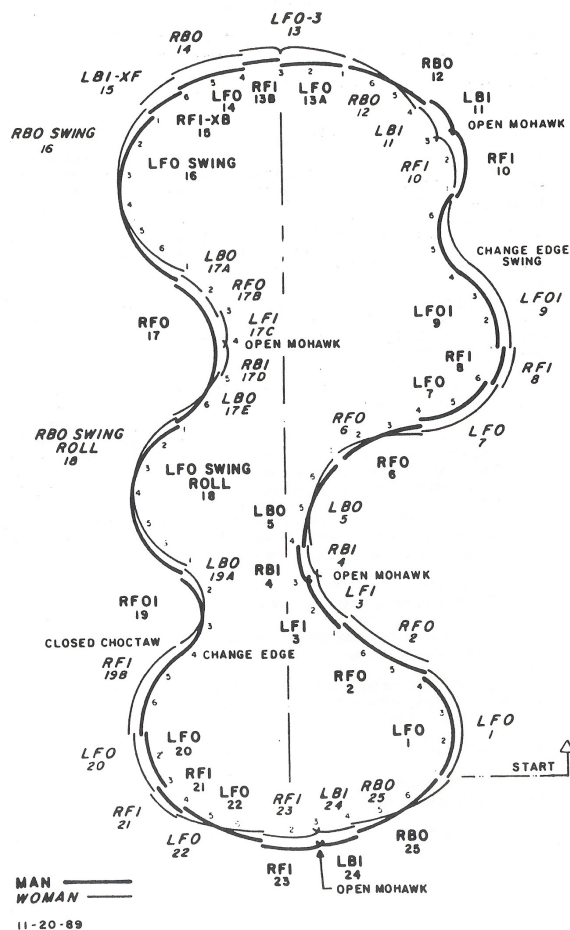 LFO-3
13
RBO
14
LBI-XF
15
RBO SWING
16
LFO
14
RFI
13B
LFO
13A
RFI-XB
15
RBO
12
RBO
12
LBI
11
OPEN MOHAWK
LBI
11
RFI
10
RFI
10
LFO SWING
16
CHANGE EDGE
SWING
LBO
17A
RFO
17B
LFI
17C
OPEN MOHAWK
RBI
17D
LBO
17E
RFO
17
LFOI
9
LFOI
9
RFI
8
RFI
8
LFO
7
LFO
7
RFO
6
RFO
6
RBO SWING
ROLL
18
LFO SWING
ROLL
18
LBO
5
LBO
5
RBI
4
RBI
4
OPEN MOHAWK
LFI
3
LFI
3
LBO
19A
RFOI
19
CLOSED CHOCTAW
RFI
19B
CHANGE EDGE
RFO
2
RFO
2
LFO
1
LFO
1
START
LFO
20
LFO
20
RFI
21
RFI
21
LFO
22
LFO
22
RFI
23
LBI
24
RBO
25
RBO
25
RFI
23
LBI
24
OPEN MOHAWK
MAN
WOMAN
11-20-89